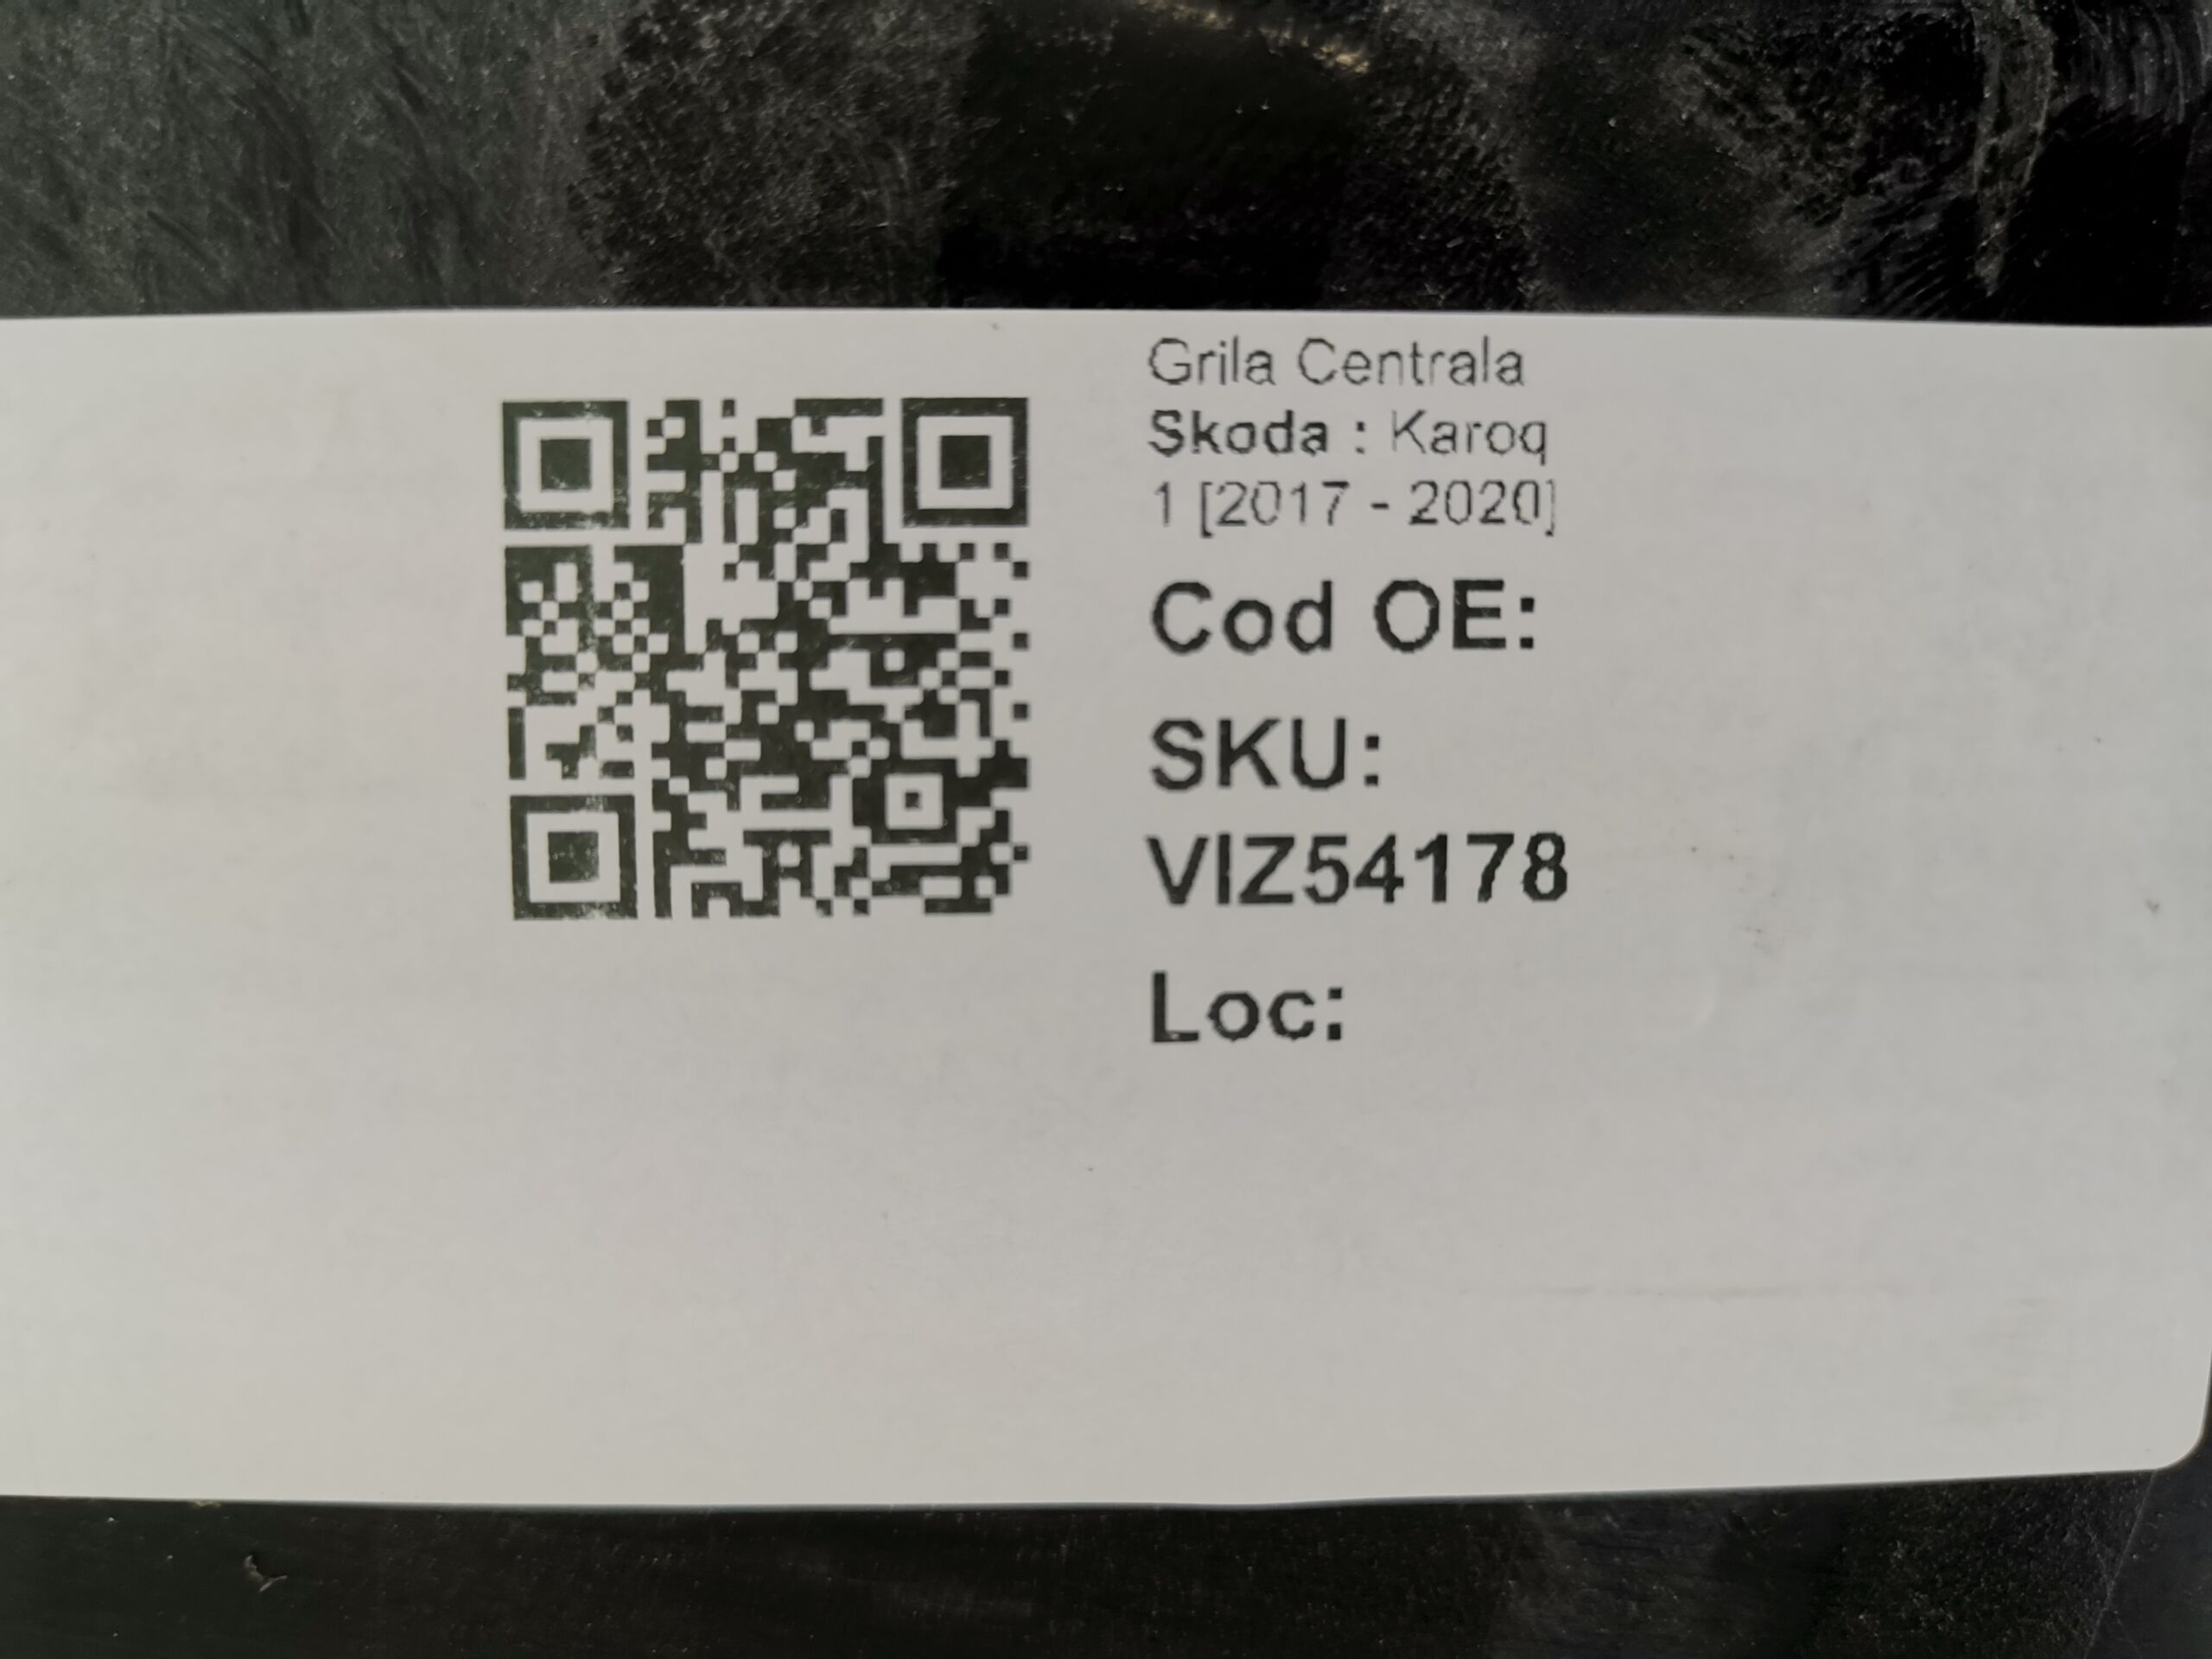 Grila Centrala
Skoda : Karoq
1 [2017 - 2020]
Cod OE:
SKU:
VIZ54178
Loc: